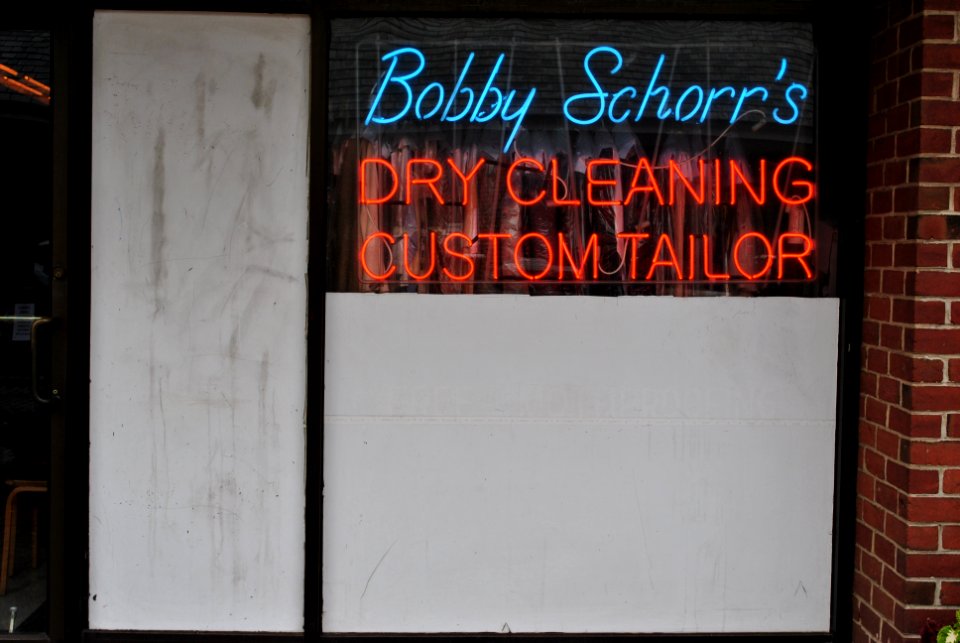 Bobby Schorr's
DRY CLEANING
CUSTOM TAILOR